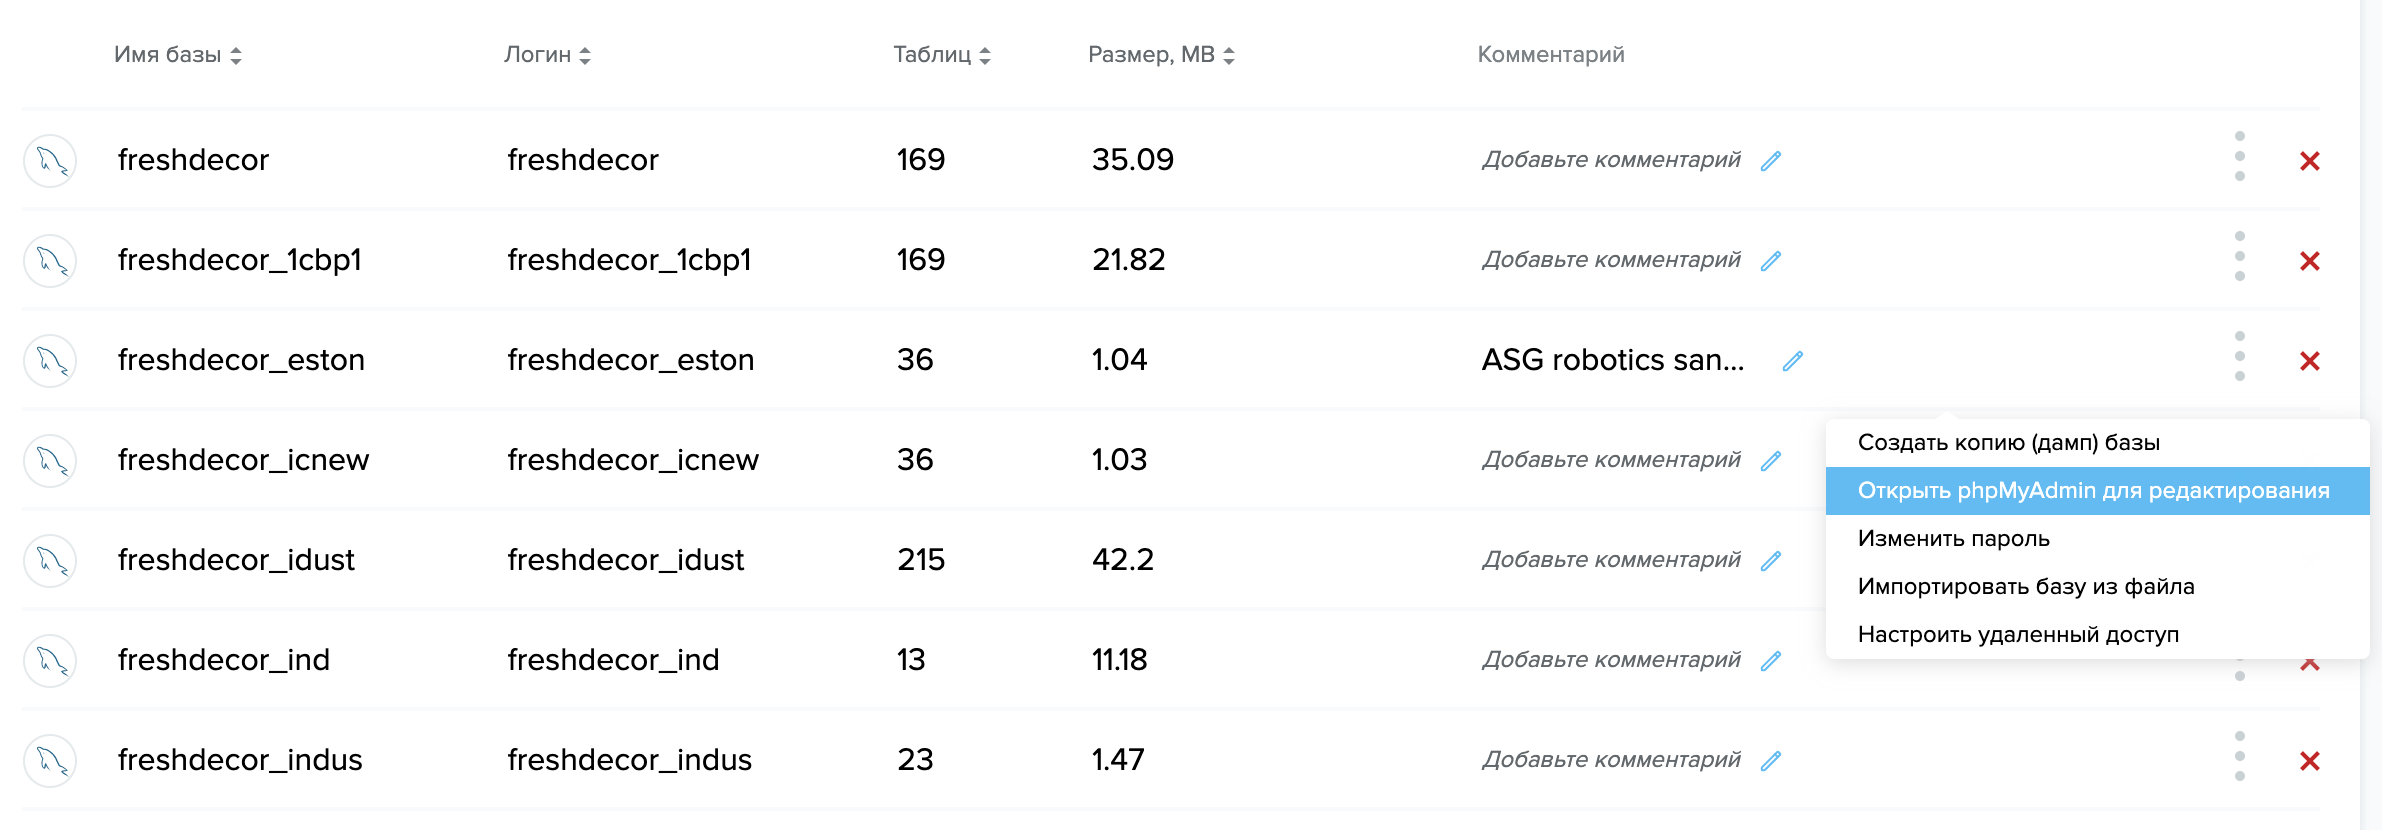 Имя базы Логин Таблиц Размер, MB Комментарий
freshdecor freshdecor 169 35.09 Добавьте комментарий
freshdecor_1cbp1 freshdecor_1cbp1 169 21.82 Добавьте комментарий
freshdecor_eston freshdecor_eston 36 1.04 ASG robotics san...
freshdecor_icnew freshdecor_icnew 36 1.03 Добавьте комментарий
freshdecor_idust freshdecor_idust 215 42.2 Добавьте комментарий
freshdecor_ind freshdecor_ind 13 11.18 Добавьте комментарий
freshdecor_indus freshdecor_indus 23 1.47 Добавьте комментарий
Создать копию (дамп) базы
Открыть phpMyAdmin для редактирования
Изменить пароль
Импортировать базу из файла
Настроить удаленный доступ